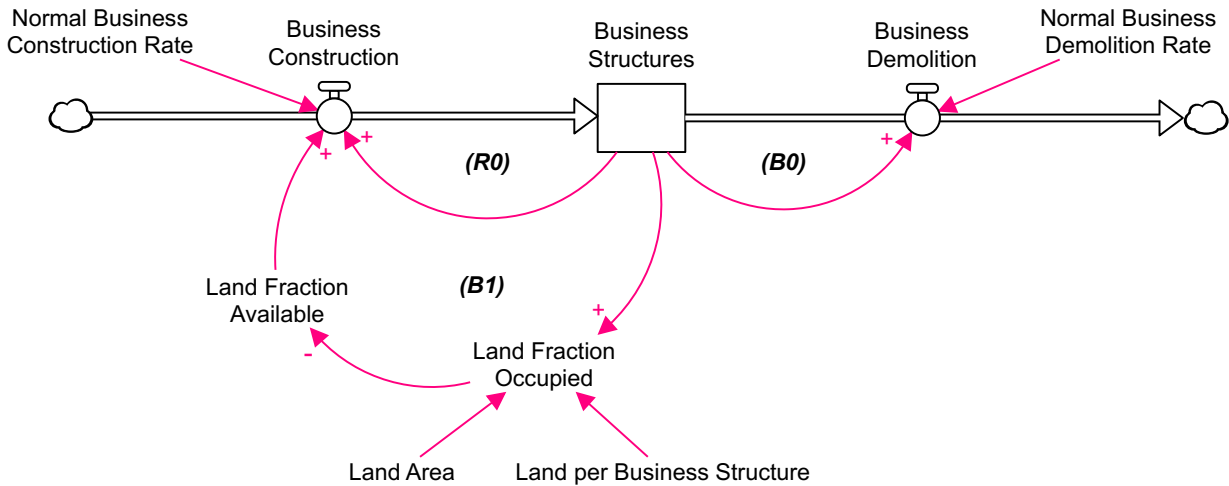 Normal Business
Construction Rate
Business
Construction
Business
Structures
Business
Demolition
Normal Business
Demolition Rate
+
+
(R0)
(B0)
+
Land Fraction
Available
(B1)
+
-
Land Fraction
Occupied
Land Area
Land per Business Structure